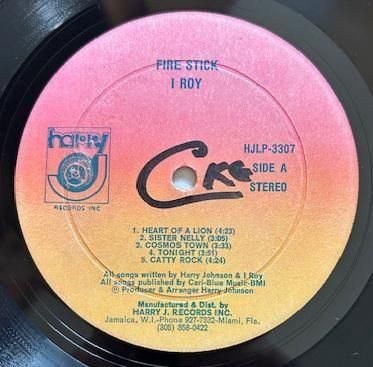 FIRE STICK
I ROY
harry J
RECORDS INC
HJLP-3307
SIDE A
STEREO
1. HEART OF A LION (4:23)
2. SISTER NELLY (3:05)
3. COSMOS TOWN (3:33)
4. TONIGHT (3:51)
5. CATTY ROCK (4:24)
All songs written by Harry Johnson & I Roy
All songs published by Cari-Blue Music-BMI
℗ Producer & Arranger Harry Johnson
Manufactured & Dist. by
HARRY J. RECORDS INC.
Jamaica, W.I.-Phone 927-7332-Miami, Fla.
(305) 358-0422